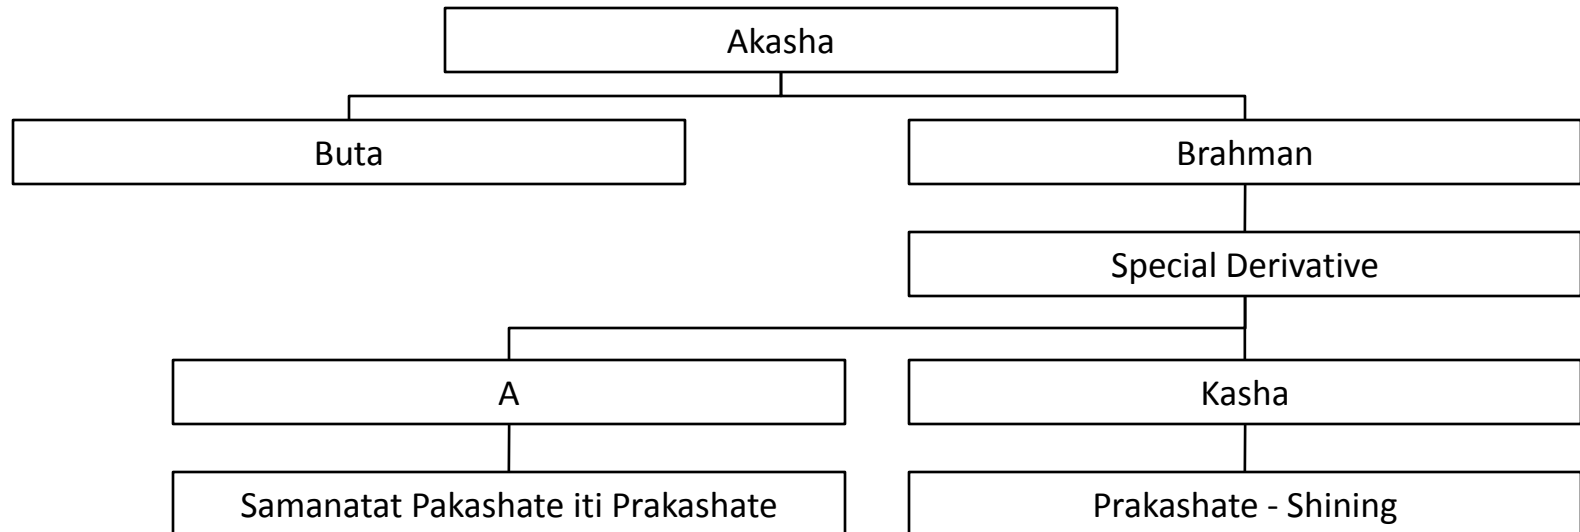 Akasha
Buta
Brahman
Special Derivative
A
Kasha
Samanatat Pakashate iti Prakashate
Prakashate - Shining